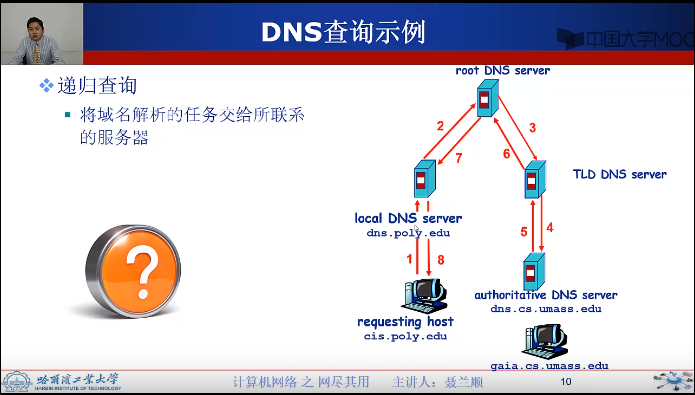 DNS查询示例
中国大学MOO
递归查询
将域名解析的任务交给所联系
的服务器
root DNS server
2
3
7
6
TLD DNS server
local DNS server
dns.poly.edu
5
4
1
8
authoritative DNS server
dns.cs.umass.edu
requesting host
cis.poly.edu
gaia.cs.umass.edu
哈尔滨工业大学
HARBIN INSTITUTE OF TECHNOLOGY
计算机网络 之 网尽其用
主讲人：聂兰顺
10